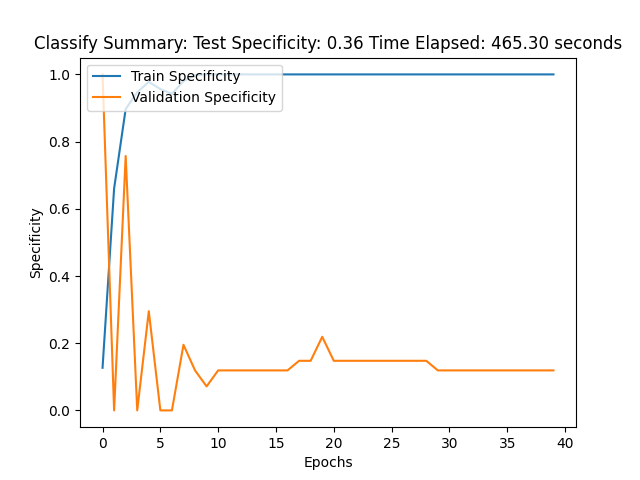 Classify Summary: Test Specificity: 0.36 Time Elapsed: 465.30 seconds
Train Specificity
Validation Specificity
1.0
0.8
0.6
0.4
0.2
0.0
Specificity
0 5 10 15 20 25 30 35 40
Epochs